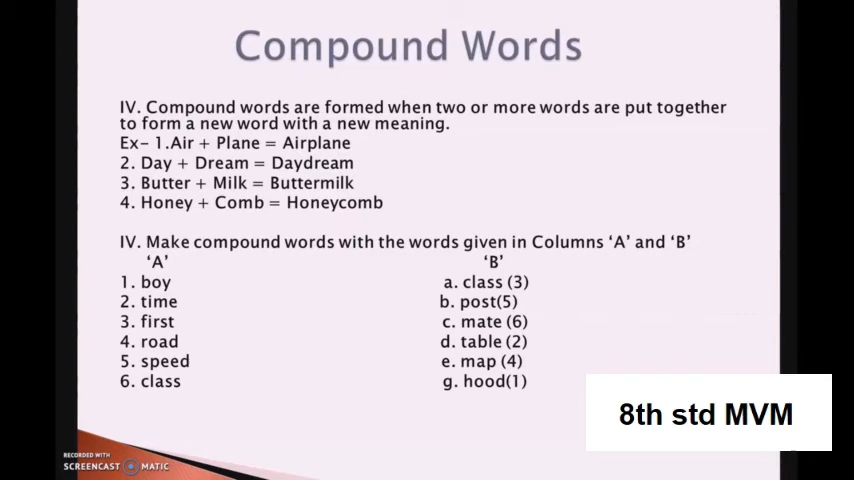 Compound Words
IV. Compound words are formed when two or more words are put together
to form a new word with a new meaning.
Ex- 1.Air + Plane = Airplane
2. Day + Dream = Daydream
3. Butter + Milk = Buttermilk
4. Honey + Comb = Honeycomb
IV. Make compound words with the words given in Columns ‘A’ and ‘B’
‘A’ ‘B’
1. boy a. class (3)
2. time b. post(5)
3. first c. mate (6)
4. road d. table (2)
5. speed e. map (4)
6. class g. hood(1)
8th std MVM
RECORDED WITH
SCREENCAST MATIC